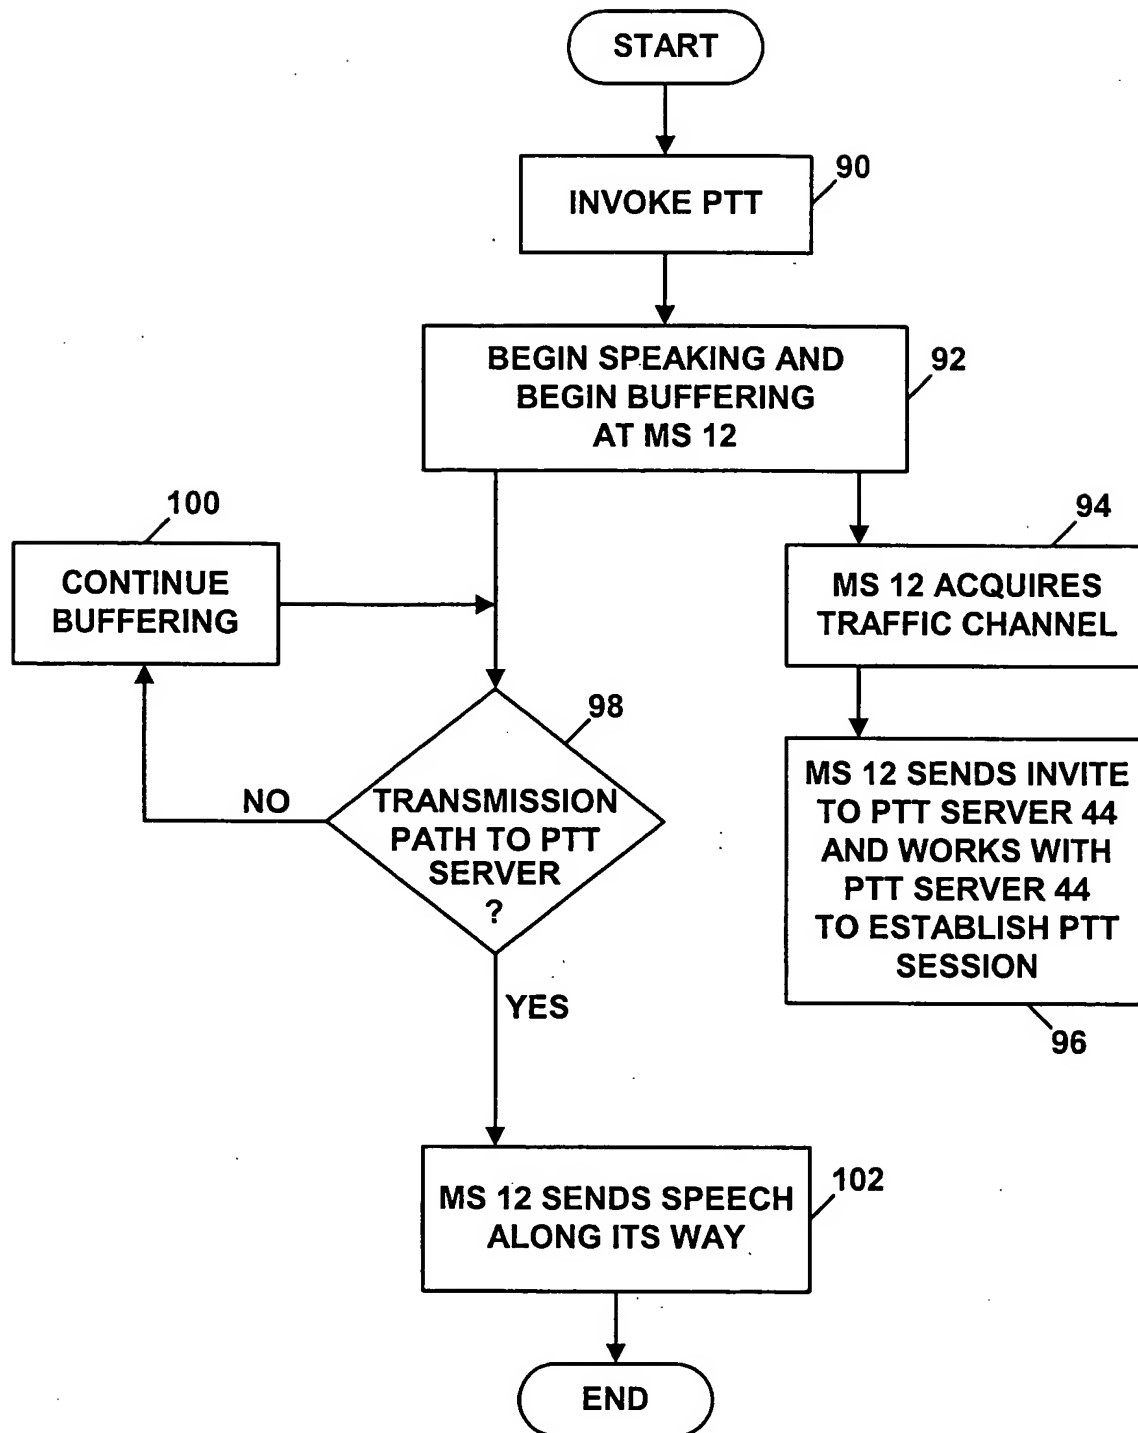 START
90
INVOKE PTT
BEGIN SPEAKING AND
BEGIN BUFFERING
AT MS 12
92
100
CONTINUE
BUFFERING
94
MS 12 ACQUIRES
TRAFFIC CHANNEL
98
TRANSMISSION
PATH TO PTT
SERVER
?
NO
YES
MS 12 SENDS INVITE
TO PTT SERVER 44
AND WORKS WITH
PTT SERVER 44
TO ESTABLISH PTT
SESSION
96
MS 12 SENDS SPEECH
ALONG ITS WAY
102
END